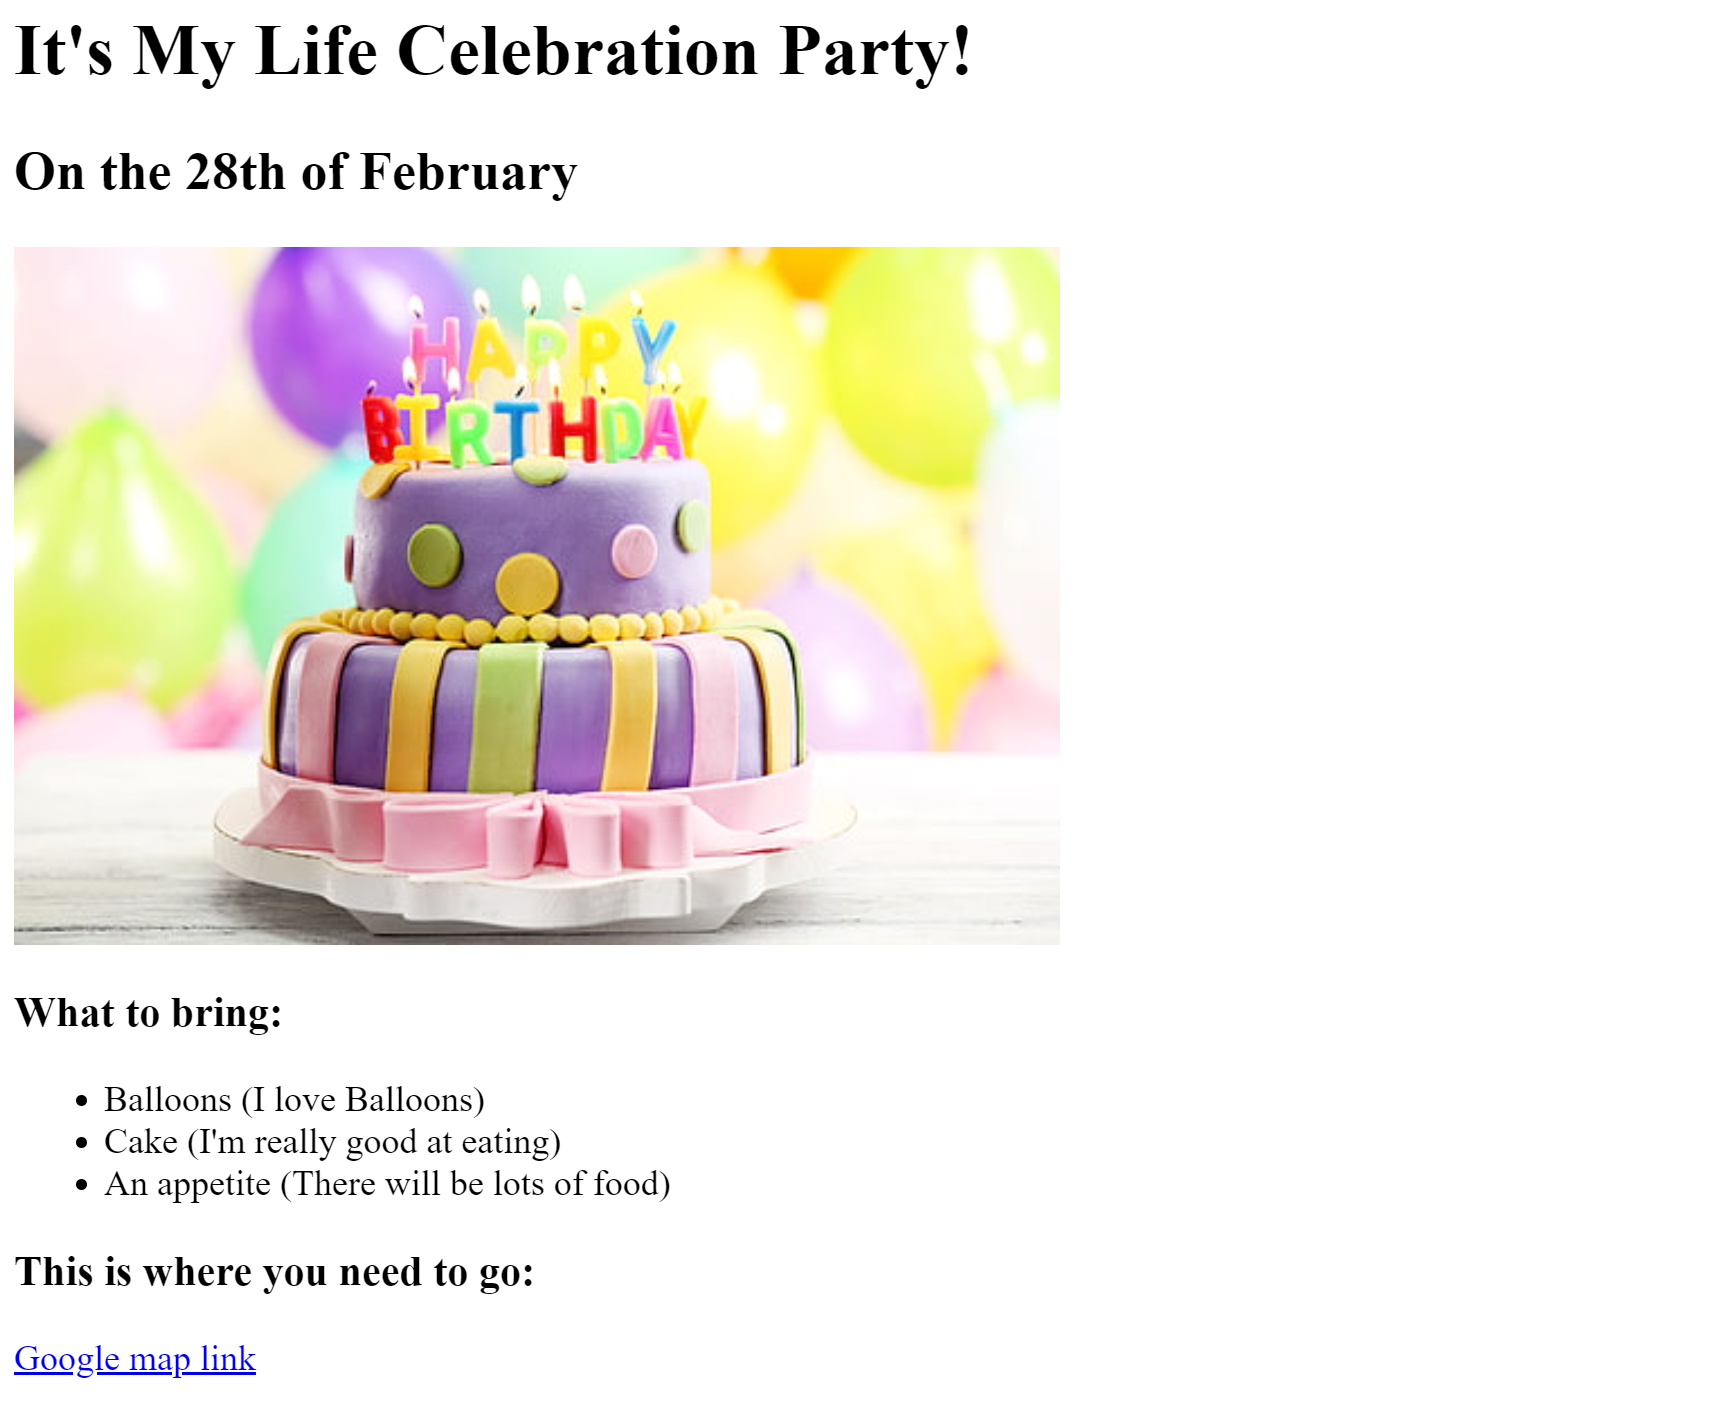 It's My Life Celebration Party!
On the 28th of February
HAPPY
BIRTHDAY
What to bring:
Balloons (I love Balloons)
Cake (I'm really good at eating)
An appetite (There will be lots of food)
This is where you need to go:
Google map link